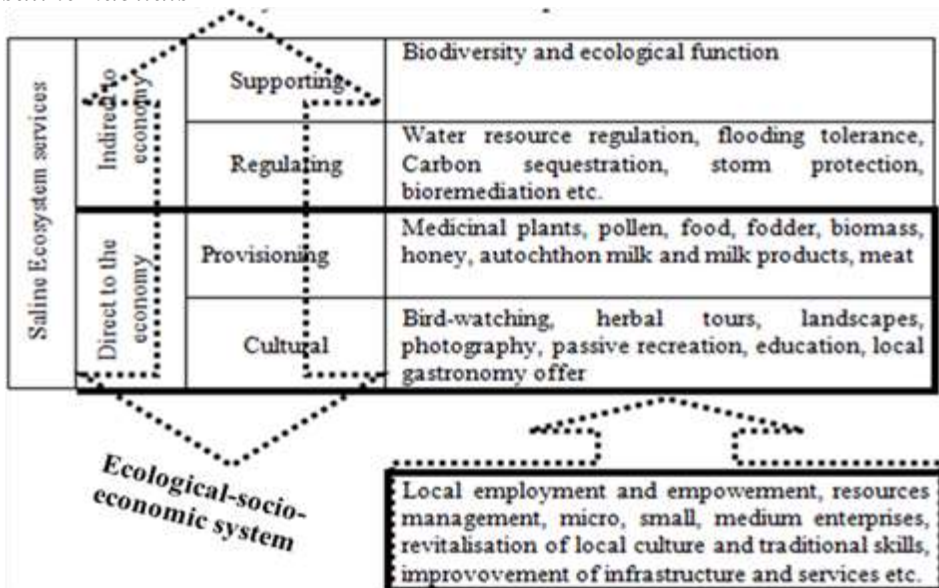 Saline Ecosystem services
Indirect to
economy
Supporting
Biodiversity and ecological function
Regulating
Water resource regulation, flooding tolerance,
Carbon sequestration, storm protection,
bioremediation etc.
Direct to the
economy
Provisioning
Medicinal plants, pollen, food, fodder, biomass,
honey, autochthon milk and milk products, meat
Cultural
Bird-watching, herbal tours, landscapes,
photography, passive recreation, education, local
gastronomy offer
Ecological-socio-
economic system
Local employment and empowerment, resources
management, micro, small, medium enterprises,
revitalisation of local culture and traditional skills,
improvovement of infrastructure and services etc.